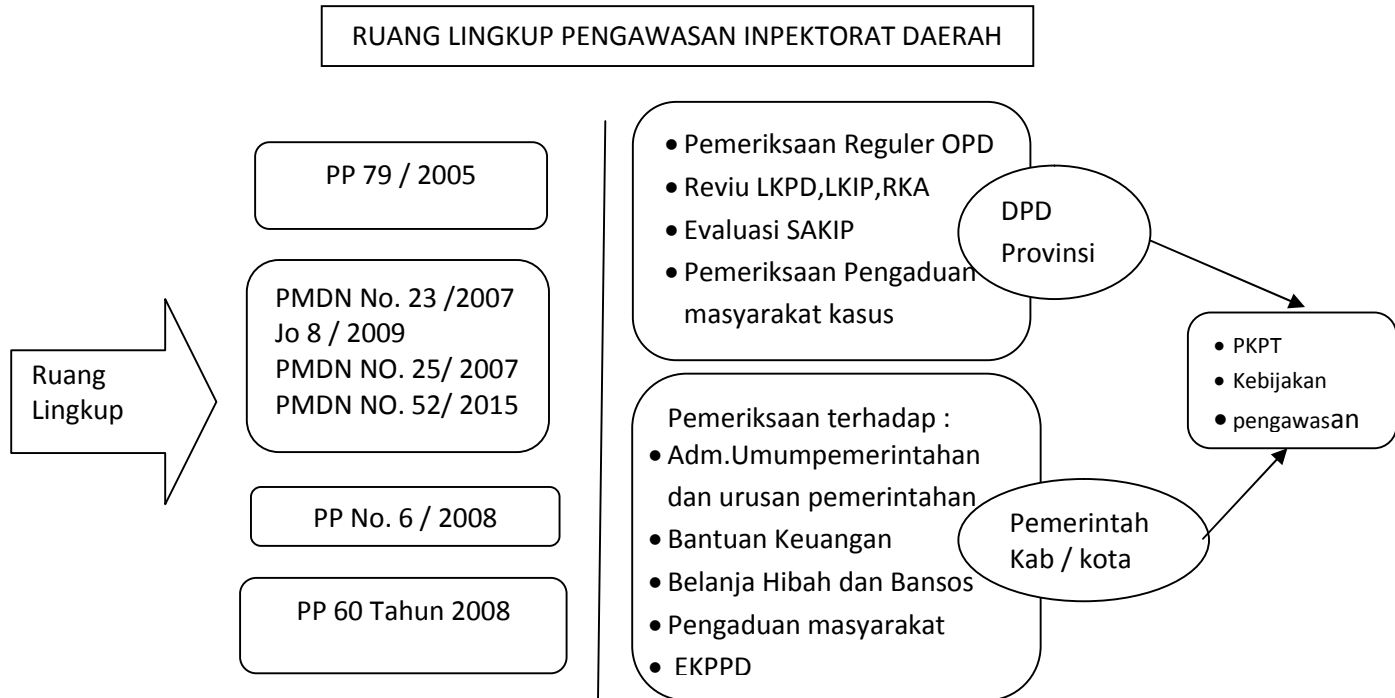 RUANG LINGKUP PENGAWASAN INPEKTORAT DAERAH
Ruang
Lingkup
PP 79 / 2005
PMDN No. 23 /2007
Jo 8 / 2009
PMDN NO. 25/ 2007
PMDN NO. 52/ 2015
PP No. 6 / 2008
PP 60 Tahun 2008
• Pemeriksaan Reguler OPD
• Reviu LKPD,LKIP,RKA
• Evaluasi SAKIP
• Pemeriksaan Pengaduan
masyarakat kasus
DPD
Provinsi
Pemeriksaan terhadap :
• Adm.Umumpemerintahan
dan urusan pemerintahan
• Bantuan Keuangan
• Belanja Hibah dan Bansos
• Pengaduan masyarakat
• EKPPD
Pemerintah
Kab / kota
• PKPT
• Kebijakan
• pengawasan